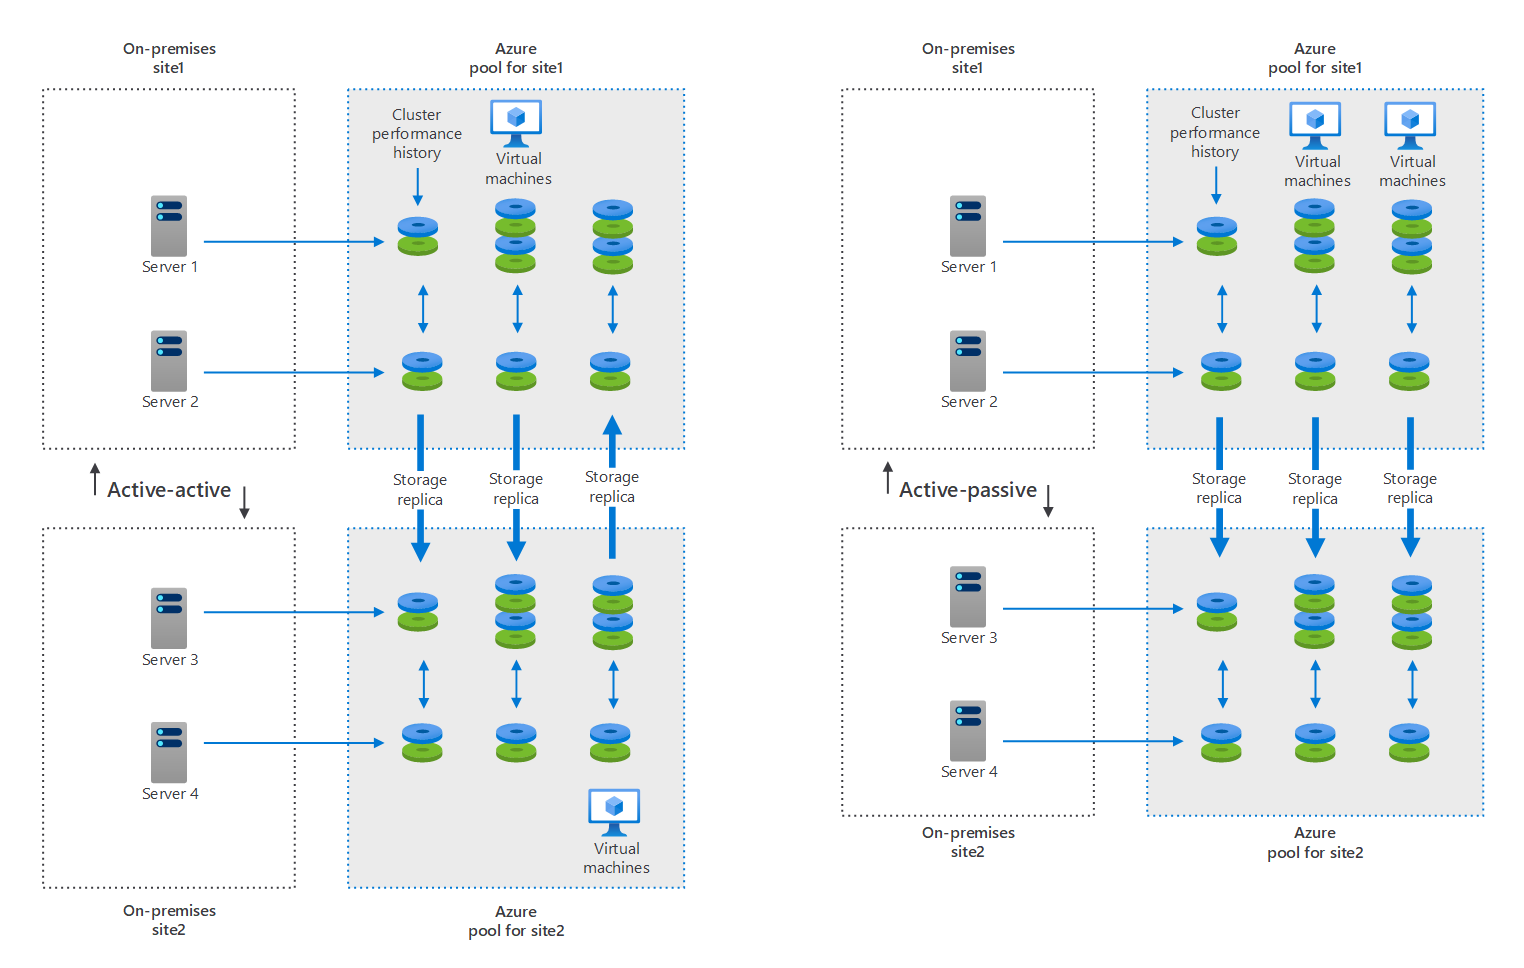 On-premises
site1
Azure
pool for site1
Cluster
performance
history
Virtual
machines
Server 1
Server 2
Active-active
Storage
replica
Storage
replica
Storage
replica
Server 3
Server 4
Virtual
machines
On-premises
site2
Azure
pool for site2
On-premises
site1
Azure
pool for site1
Cluster
performance
history
Virtual
machines
Virtual
machines
Server 1
Server 2
Active-passive
Storage
replica
Storage
replica
Storage
replica
Server 3
Server 4
On-premises
site2
Azure
pool for site2